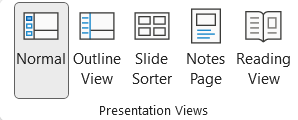 Normal Outline Slide Notes Reading
View Sorter Page View
Presentation Views